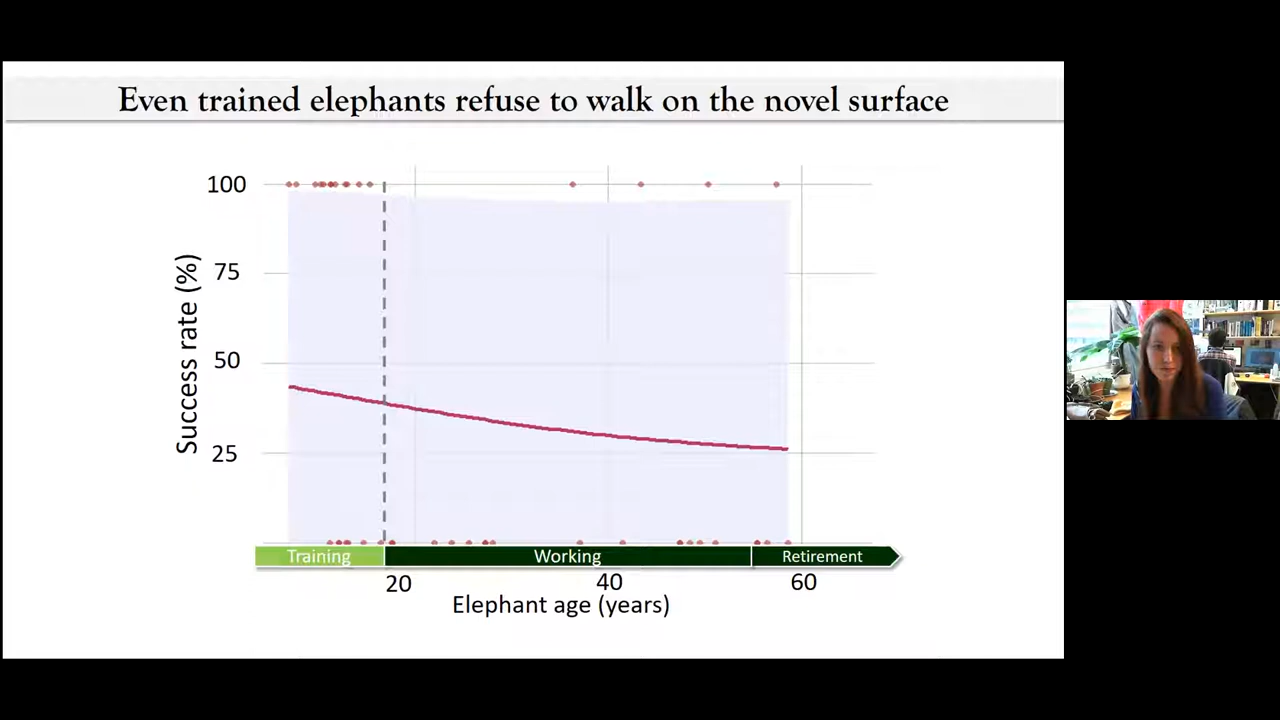 Even trained elephants refuse to walk on the novel surface
100
75
50
25
Success rate (%)
Training
Working
Retirement
20
40
60
Elephant age (years)